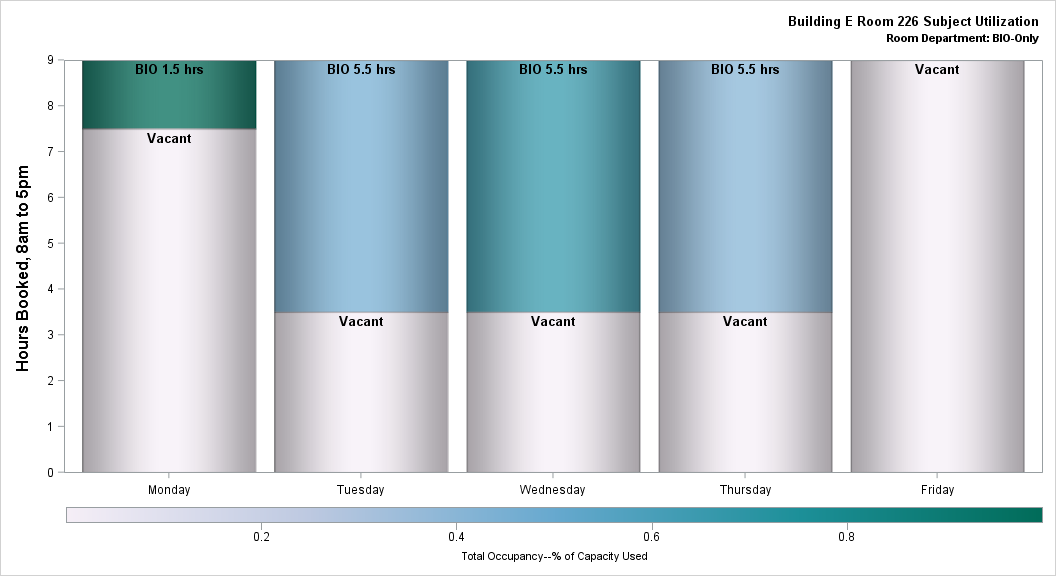 Building E Room 226 Subject Utilization
Room Department: BIO-Only
Hours Booked, 8am to 5pm
9
8
7
6
5
4
3
2
1
0
BIO 1.5 hrs
Vacant
BIO 5.5 hrs
Vacant
BIO 5.5 hrs
Vacant
BIO 5.5 hrs
Vacant
Vacant
Monday Tuesday Wednesday Thursday Friday
0.2 0.4 0.6 0.8
Total Occupancy--% of Capacity Used